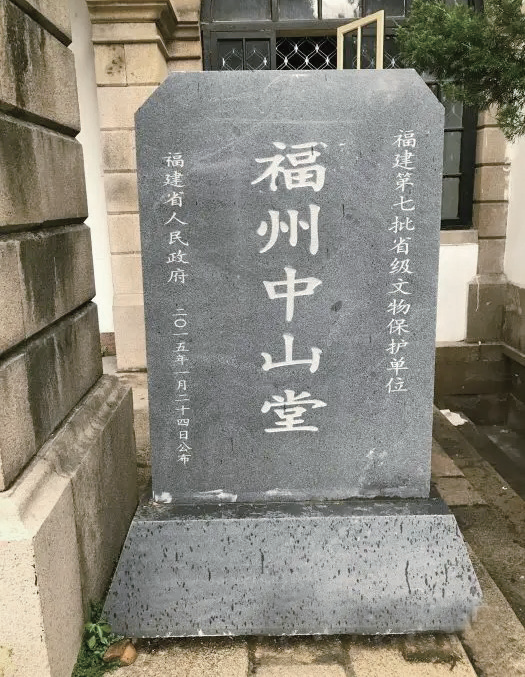 福建第七批省级文物保护单位
福州中山堂
福建省人民政府 二〇一五年一月二十四日公布